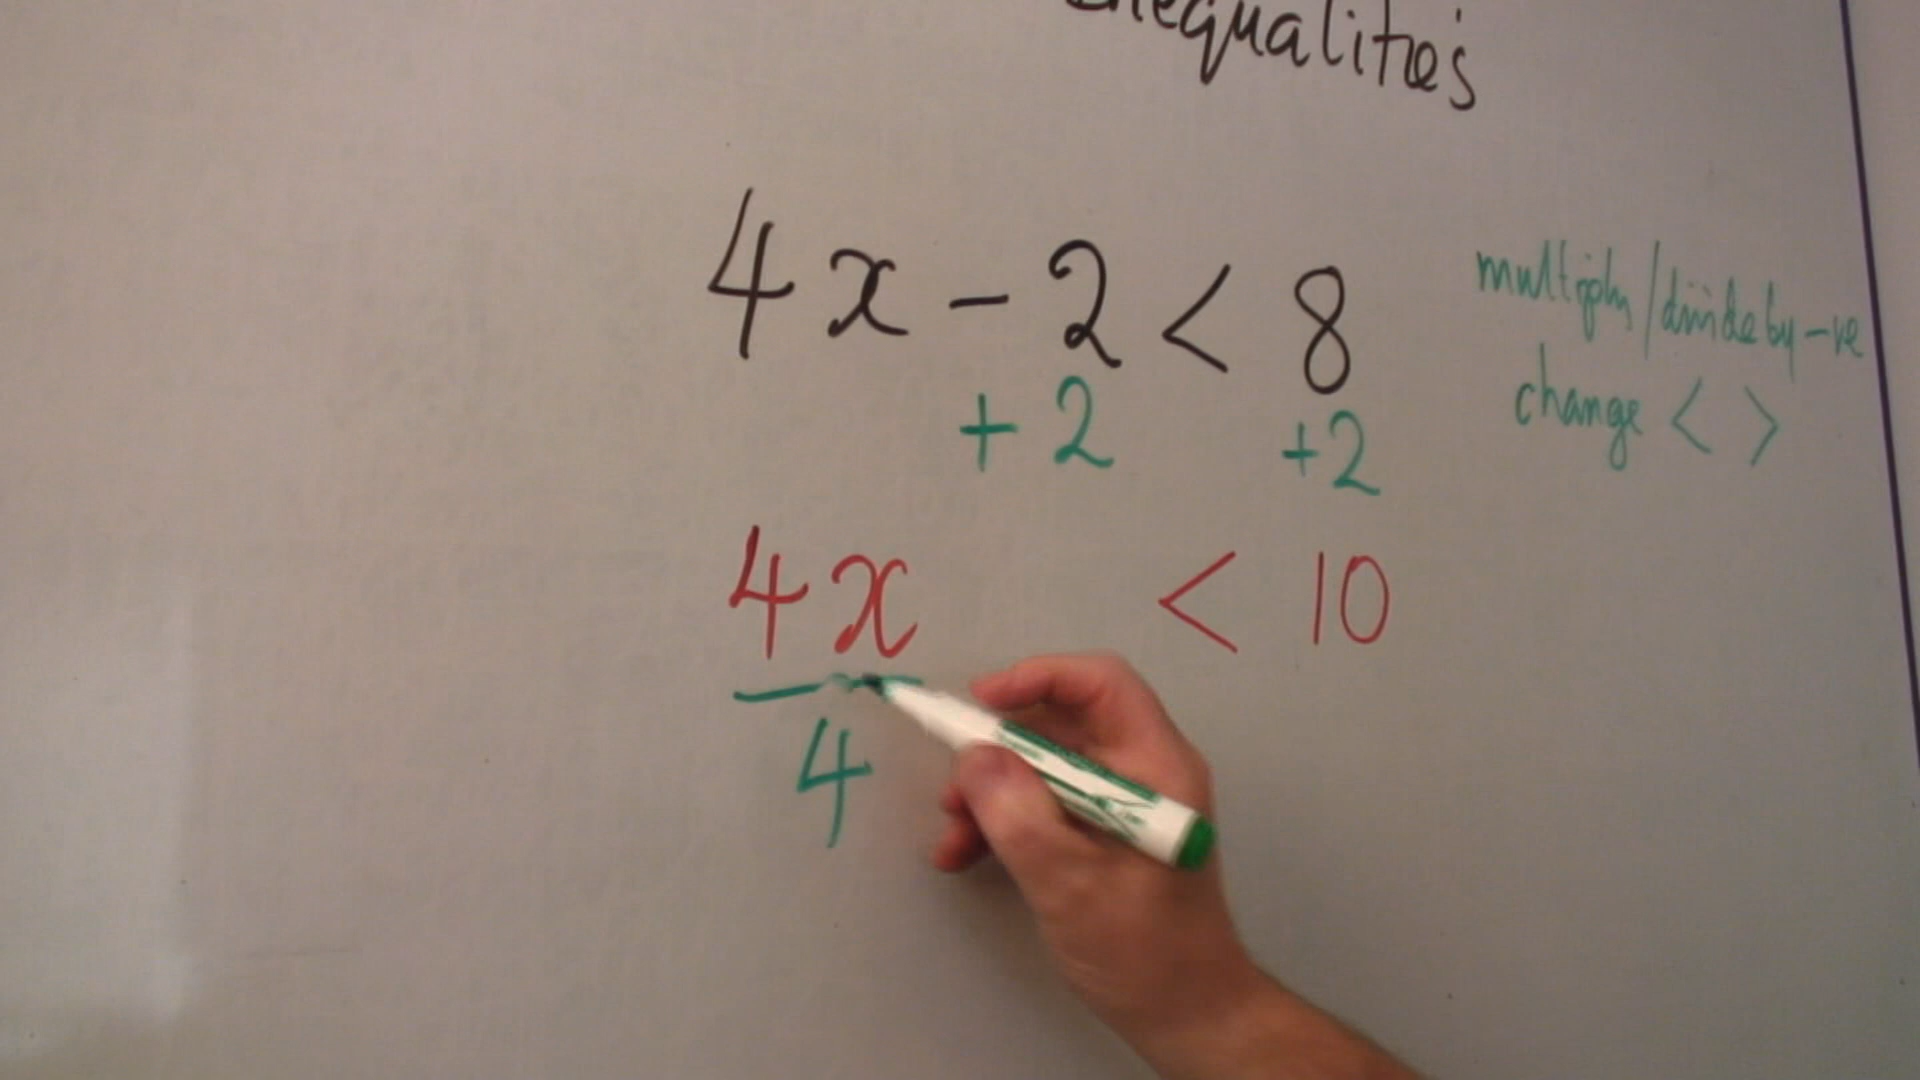 Inequalities
4x - 2 < 8
+ 2 +2
multiply/divide by -ve
change < >
4x < 10
4